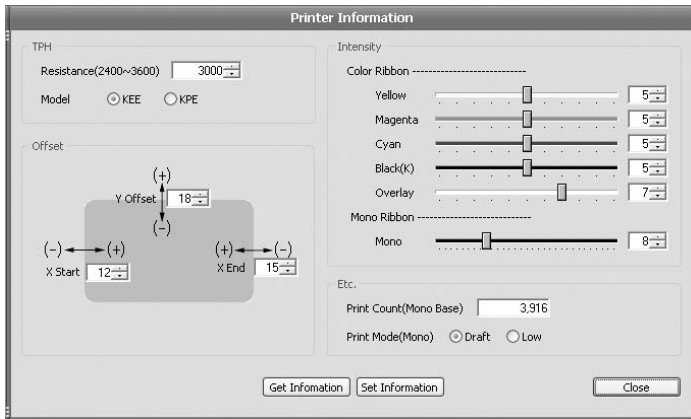 Printer Information
TPH
Resistance(2400~3600) 3000
Model KEE KPE
Offset
(+)
Y Offset 18
(-)
(-) (+) (+) (-)
X Start 12 X End 15
Intensity
Color Ribbon ----------------------------
Yellow 5
Magenta 5
Cyan 5
Black(K) 5
Overlay 7
Mono Ribbon ----------------------------
Mono 8
Etc.
Print Count(Mono Base) 3,916
Print Mode(Mono) Draft Low
Get Infomation Set Information Close